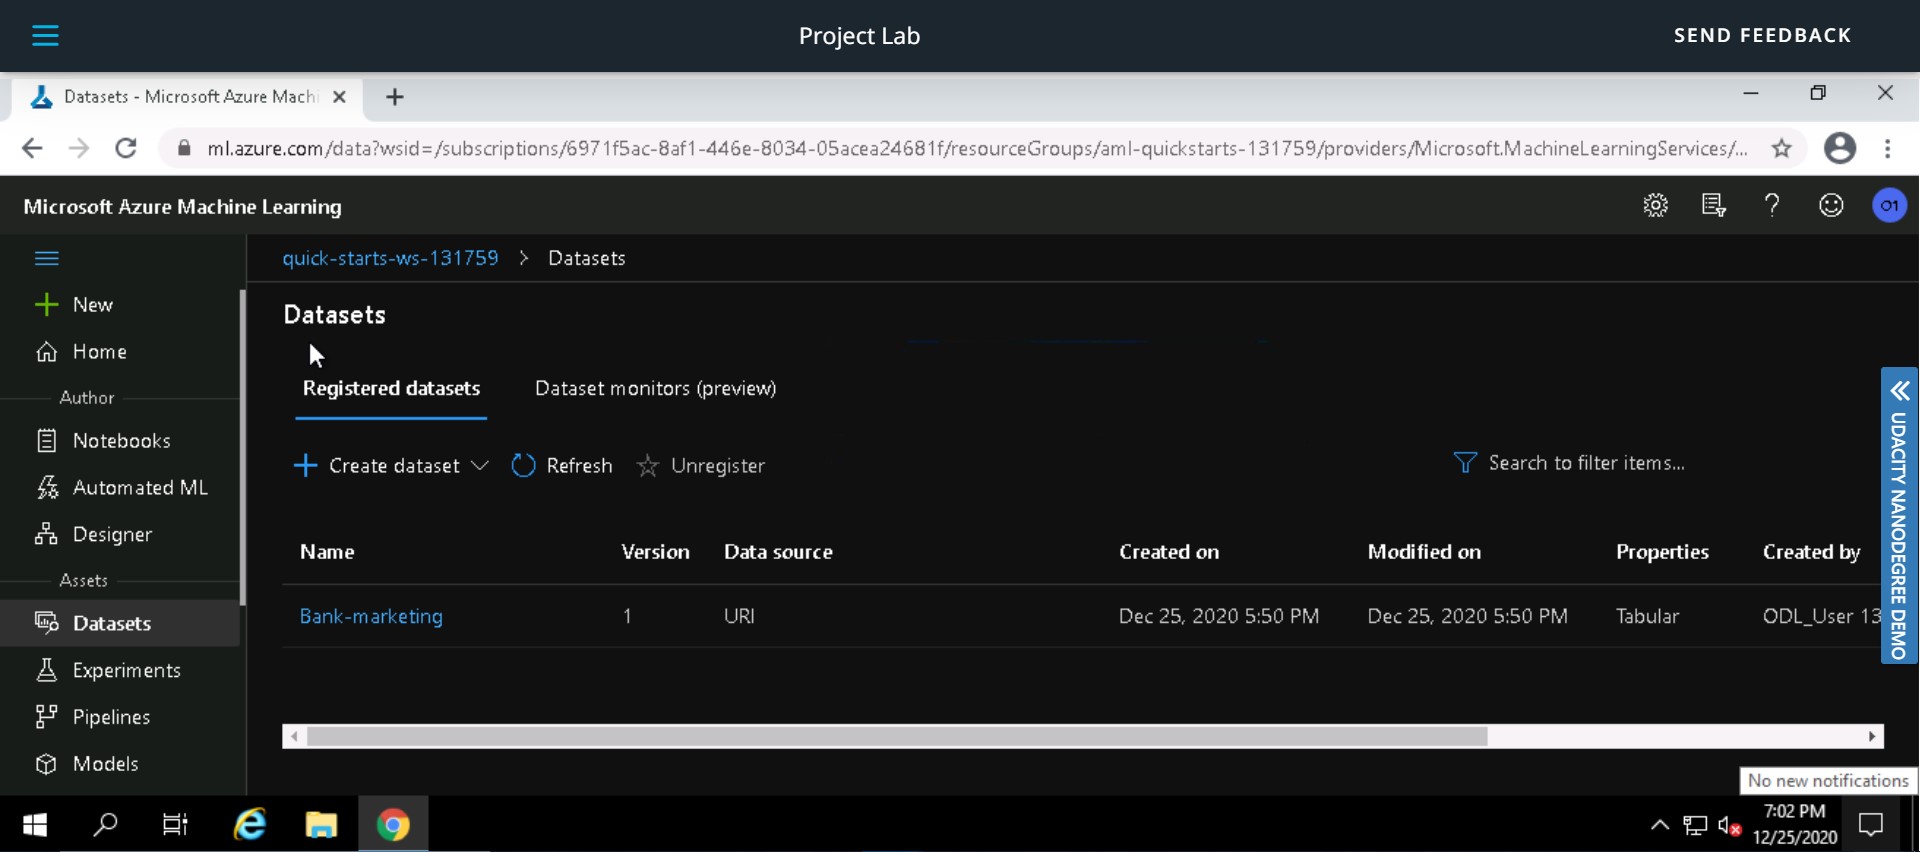 Project Lab
SEND FEEDBACK
Datasets - Microsoft Azure Machi
ml.azure.com/data?wsid=/subscriptions/6971f5ac-8af1-446e-8034-05acea24681f/resourceGroups/aml-quickstarts-131759/providers/Microsoft.MachineLearningServices/...
Microsoft Azure Machine Learning
O1
New
Home
Author
Notebooks
Automated ML
Designer
Assets
Datasets
Experiments
Pipelines
Models
quick-starts-ws-131759 > Datasets
Datasets
Registered datasets Dataset monitors (preview)
Create dataset Refresh Unregister Search to filter items...
Name Version Data source Created on Modified on Properties Created by
Bank-marketing 1 URI Dec 25, 2020 5:50 PM Dec 25, 2020 5:50 PM Tabular ODL_User 13
UDACITY NANODEGREE DEMO
No new notifications
7:02 PM
12/25/2020